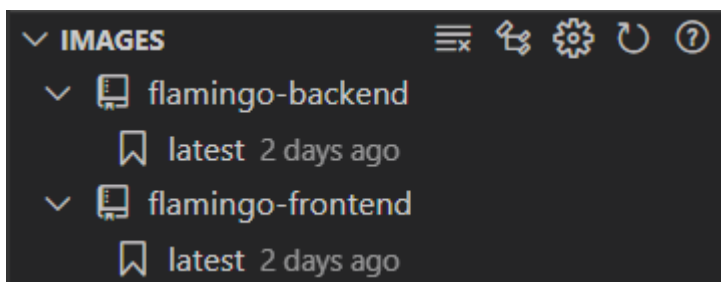 IMAGES
flamingo-backend
latest 2 days ago
flamingo-frontend
latest 2 days ago